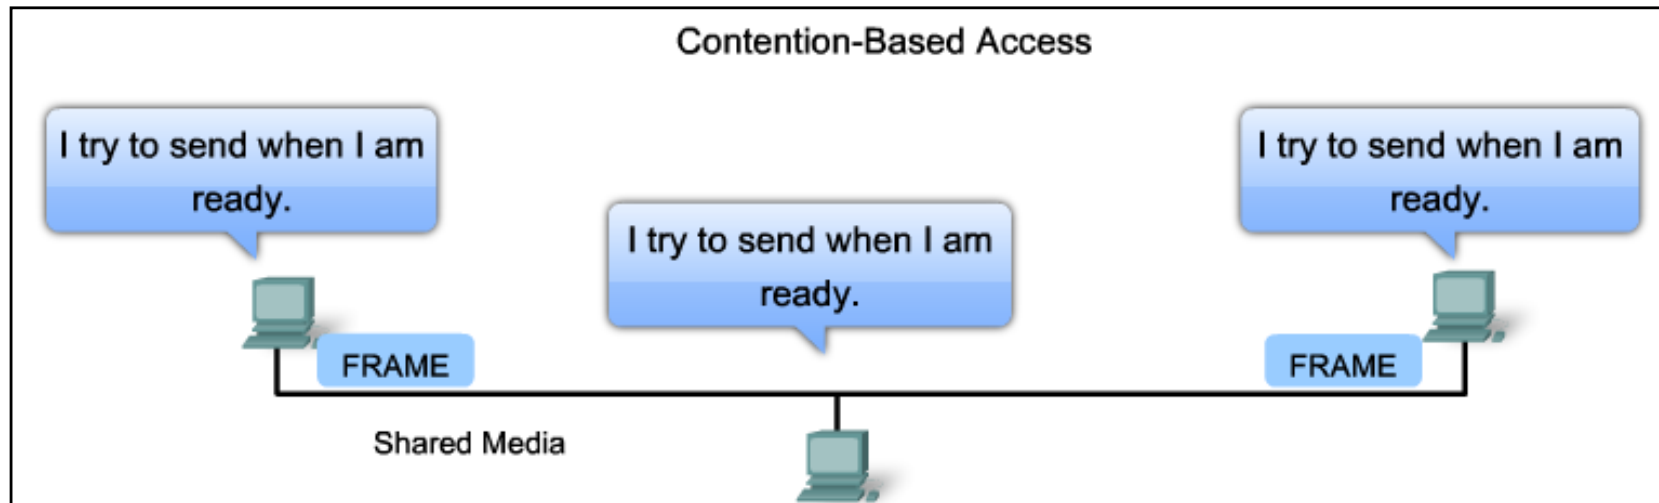 Contention-Based Access
I try to send when I am
ready.
I try to send when I am
ready.
I try to send when I am
ready.
FRAME
FRAME
Shared Media